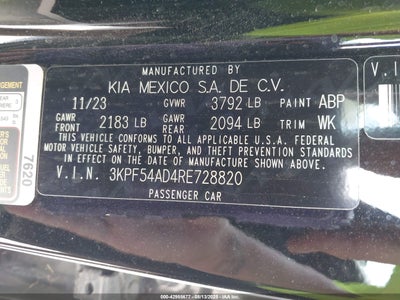 MANUFACTURED BY
KIA MEXICO S.A. DE C.V.
11/23 GVWR 3792 LB PAINT ABP
GAWR FRONT 2183 LB GAWR REAR 2094 LB TRIM WK
THIS VEHICLE CONFORMS TO ALL APPLICABLE U.S.A. FEDERAL
MOTOR VEHICLE SAFETY, BUMPER, AND THEFT PREVENTION STANDARDS
IN EFFECT ON THE DATE OF MANUFACTURE SHOWN ABOVE.
V.I.N. 3KPF54AD4RE728820
PASSENGER CAR
7620
V.I